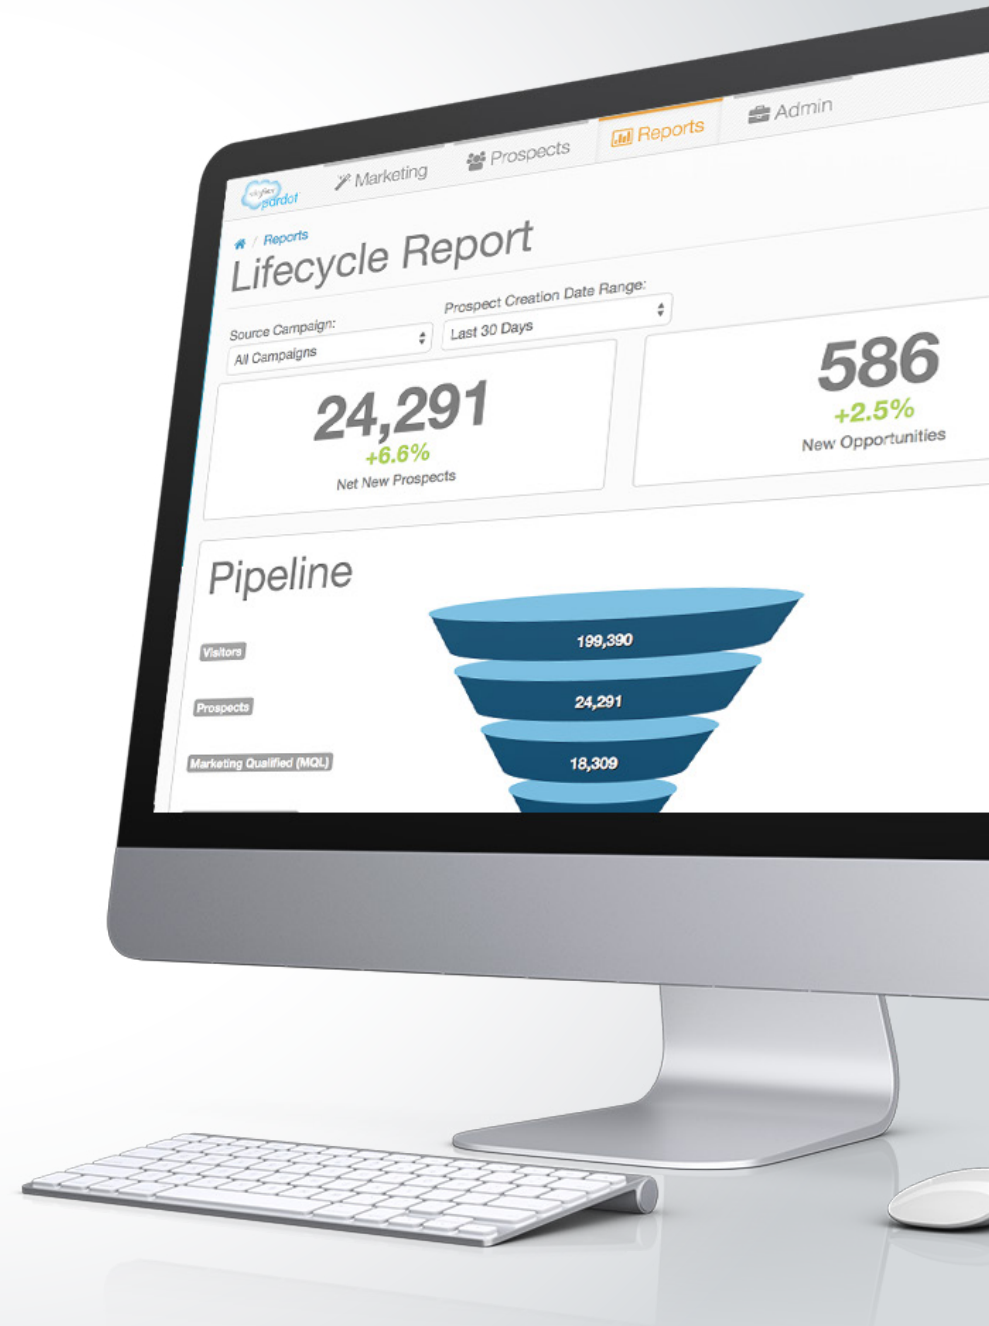 salesforce
pardot
Marketing
Prospects
Reports
Admin
/ Reports
Lifecycle Report
Source Campaign:
All Campaigns
Prospect Creation Date Range:
Last 30 Days
24,291
+6.6%
Net New Prospects
586
+2.5%
New Opportunities
Pipeline
Visitors
199,390
Prospects
24,291
Marketing Qualified (MQL)
18,309